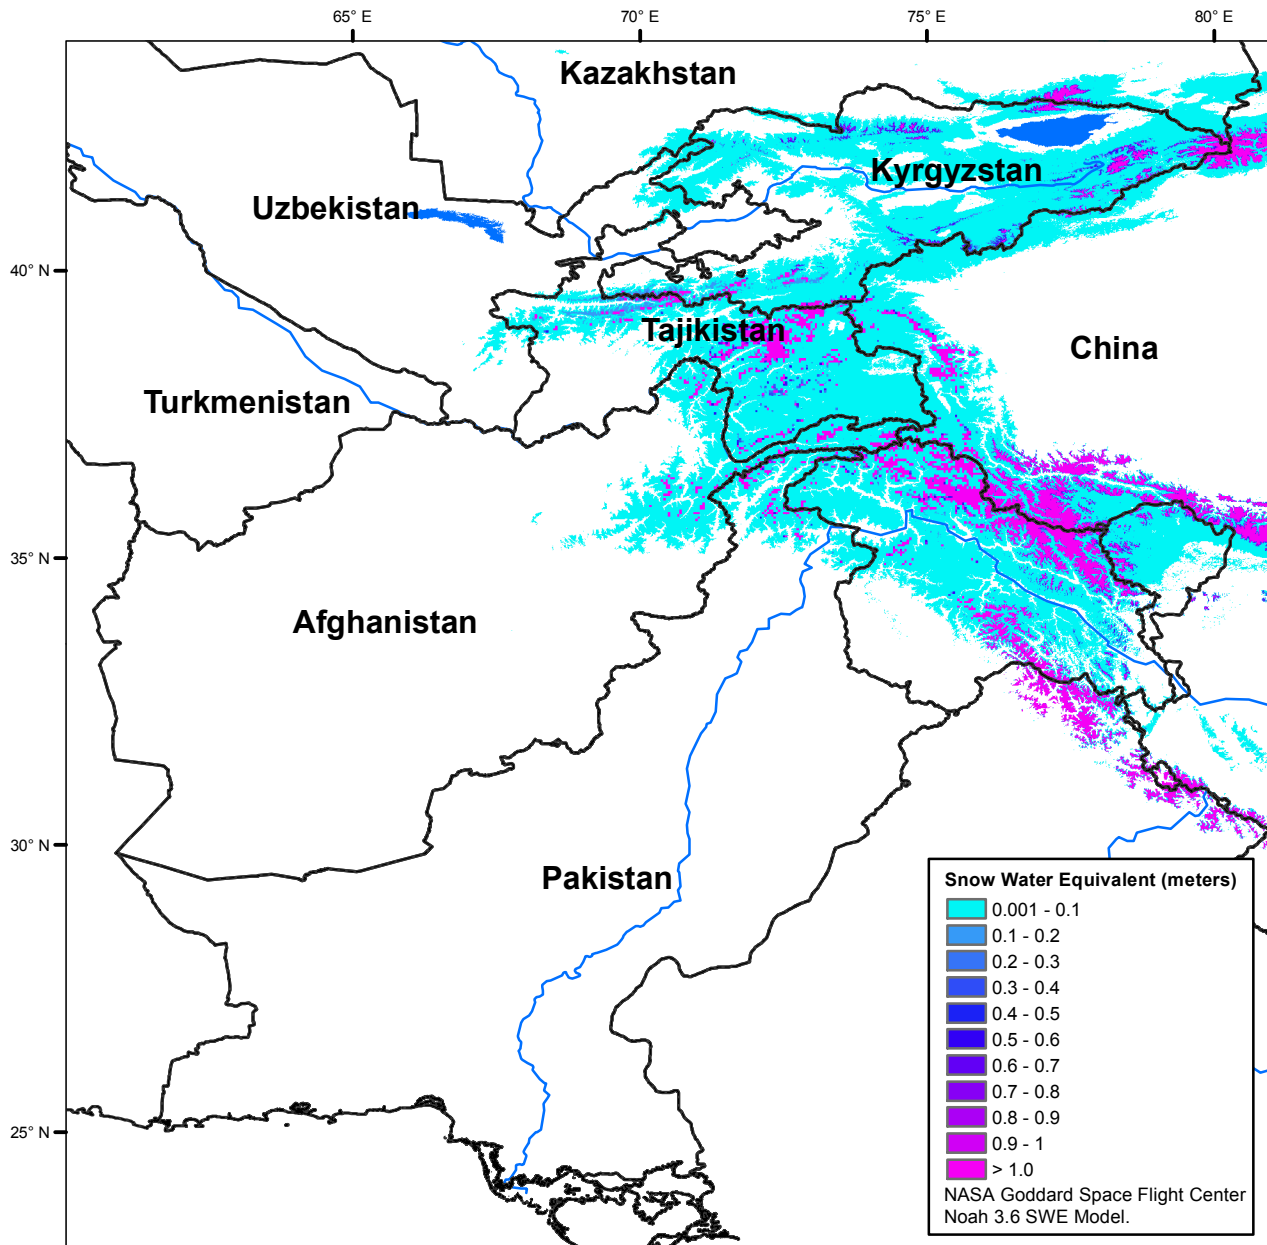 65° E
70° E
75° E
80° E
Kazakhstan
Kyrgyzstan
Uzbekistan
40° N
Tajikistan
China
Turkmenistan
35° N
Afghanistan
30° N
Pakistan
25° N
Snow Water Equivalent (meters)
0.001 - 0.1
0.1 - 0.2
0.2 - 0.3
0.3 - 0.4
0.4 - 0.5
0.5 - 0.6
0.6 - 0.7
0.7 - 0.8
0.8 - 0.9
0.9 - 1
> 1.0
NASA Goddard Space Flight Center
Noah 3.6 SWE Model.